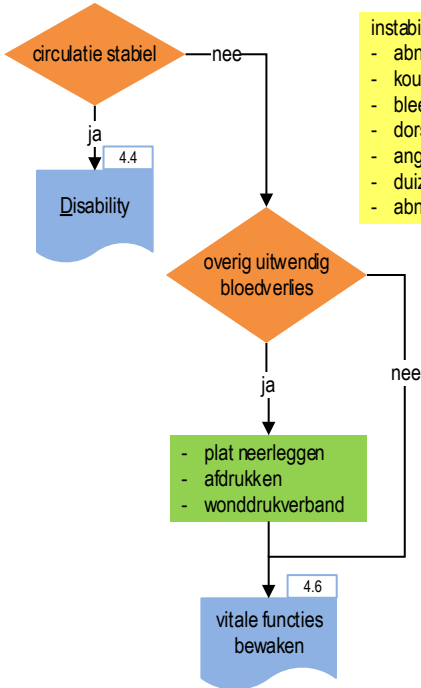 circulatie stabiel
nee
ja
4.4
Disability
overig uitwendig
bloedverlies
nee
ja
- plat neerleggen
- afdrukken
- wonddrukverband
4.6
vitale functies
bewaken